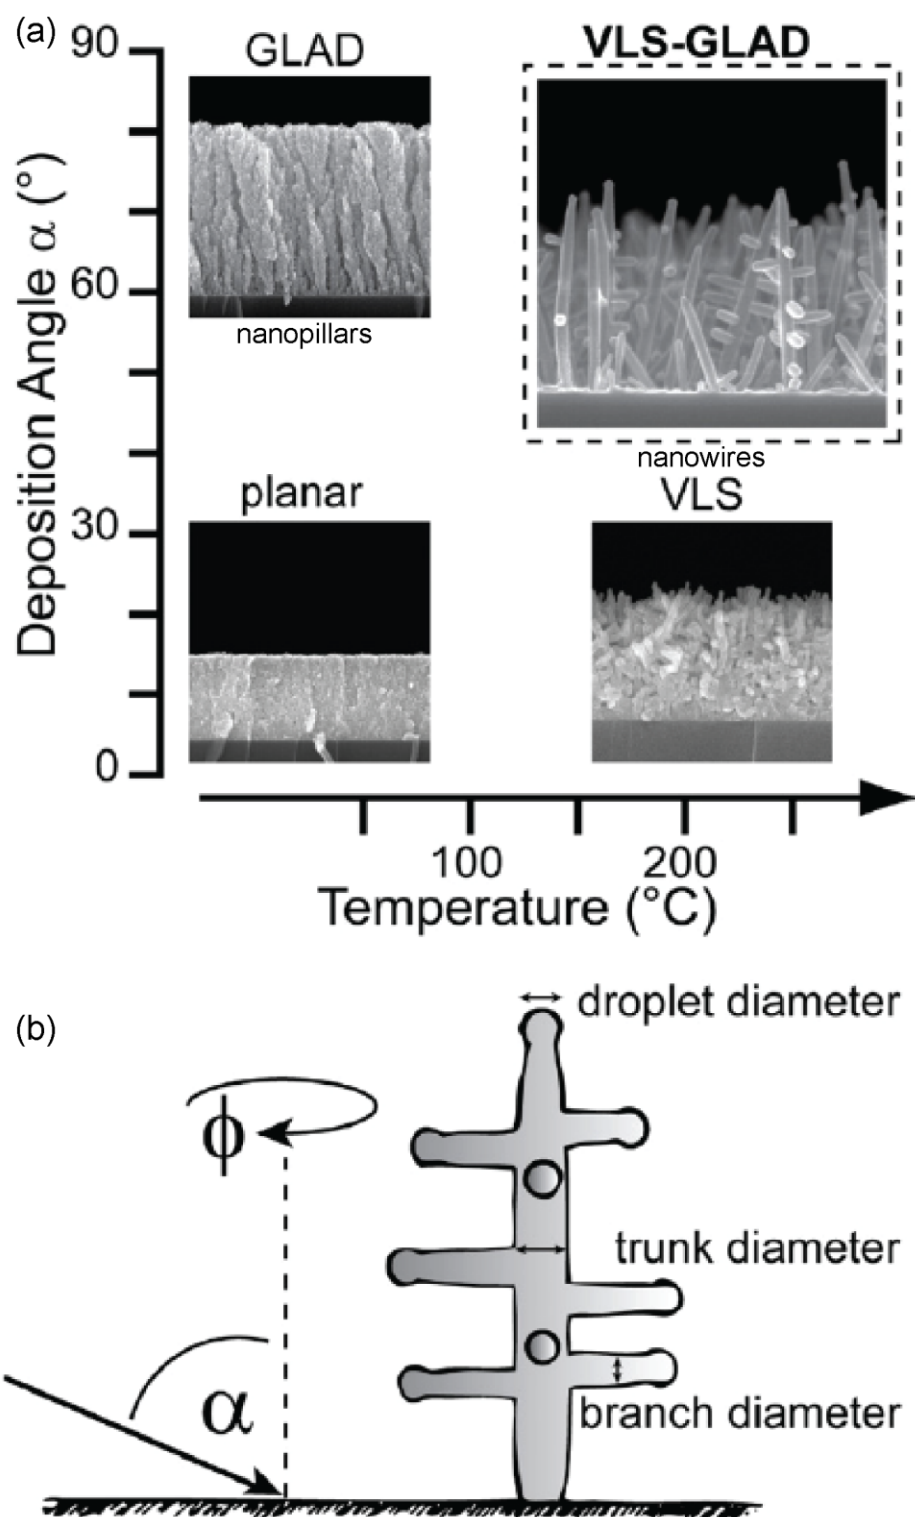 (a)
90
GLAD
VLS-GLAD
60
nanopillars
nanowires
planar
VLS
30
0
Deposition Angle α (°)
100
200
Temperature (°C)
(b)
droplet diameter
ϕ
trunk diameter
α
branch diameter